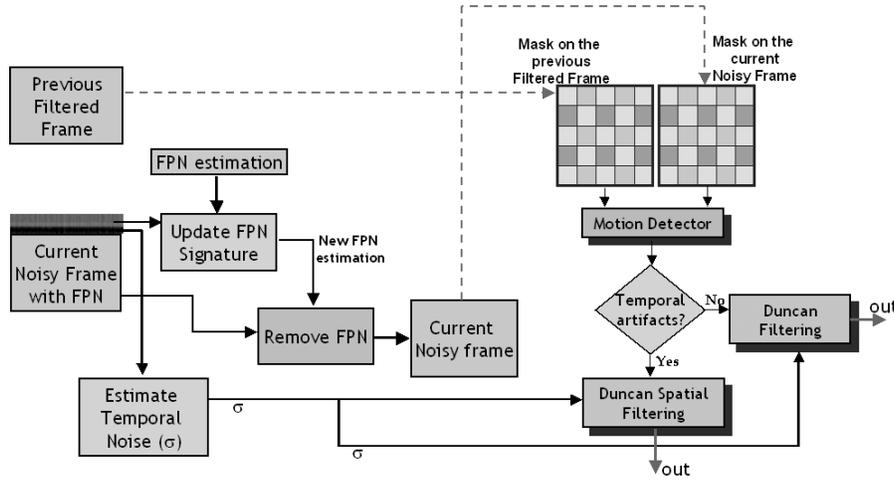 Mask on the
previous
Filtered Frame
Mask on the
current
Noisy Frame
Previous
Filtered
Frame
FPN estimation
Update FPN
Signature
New FPN
estimation
Current
Noisy Frame
with FPN
Remove FPN
Current
Noisy frame
Motion Detector
Temporal
artifacts?
No
Yes
Duncan
Filtering
out
Estimate
Temporal
Noise (σ)
σ
σ
Duncan Spatial
Filtering
out